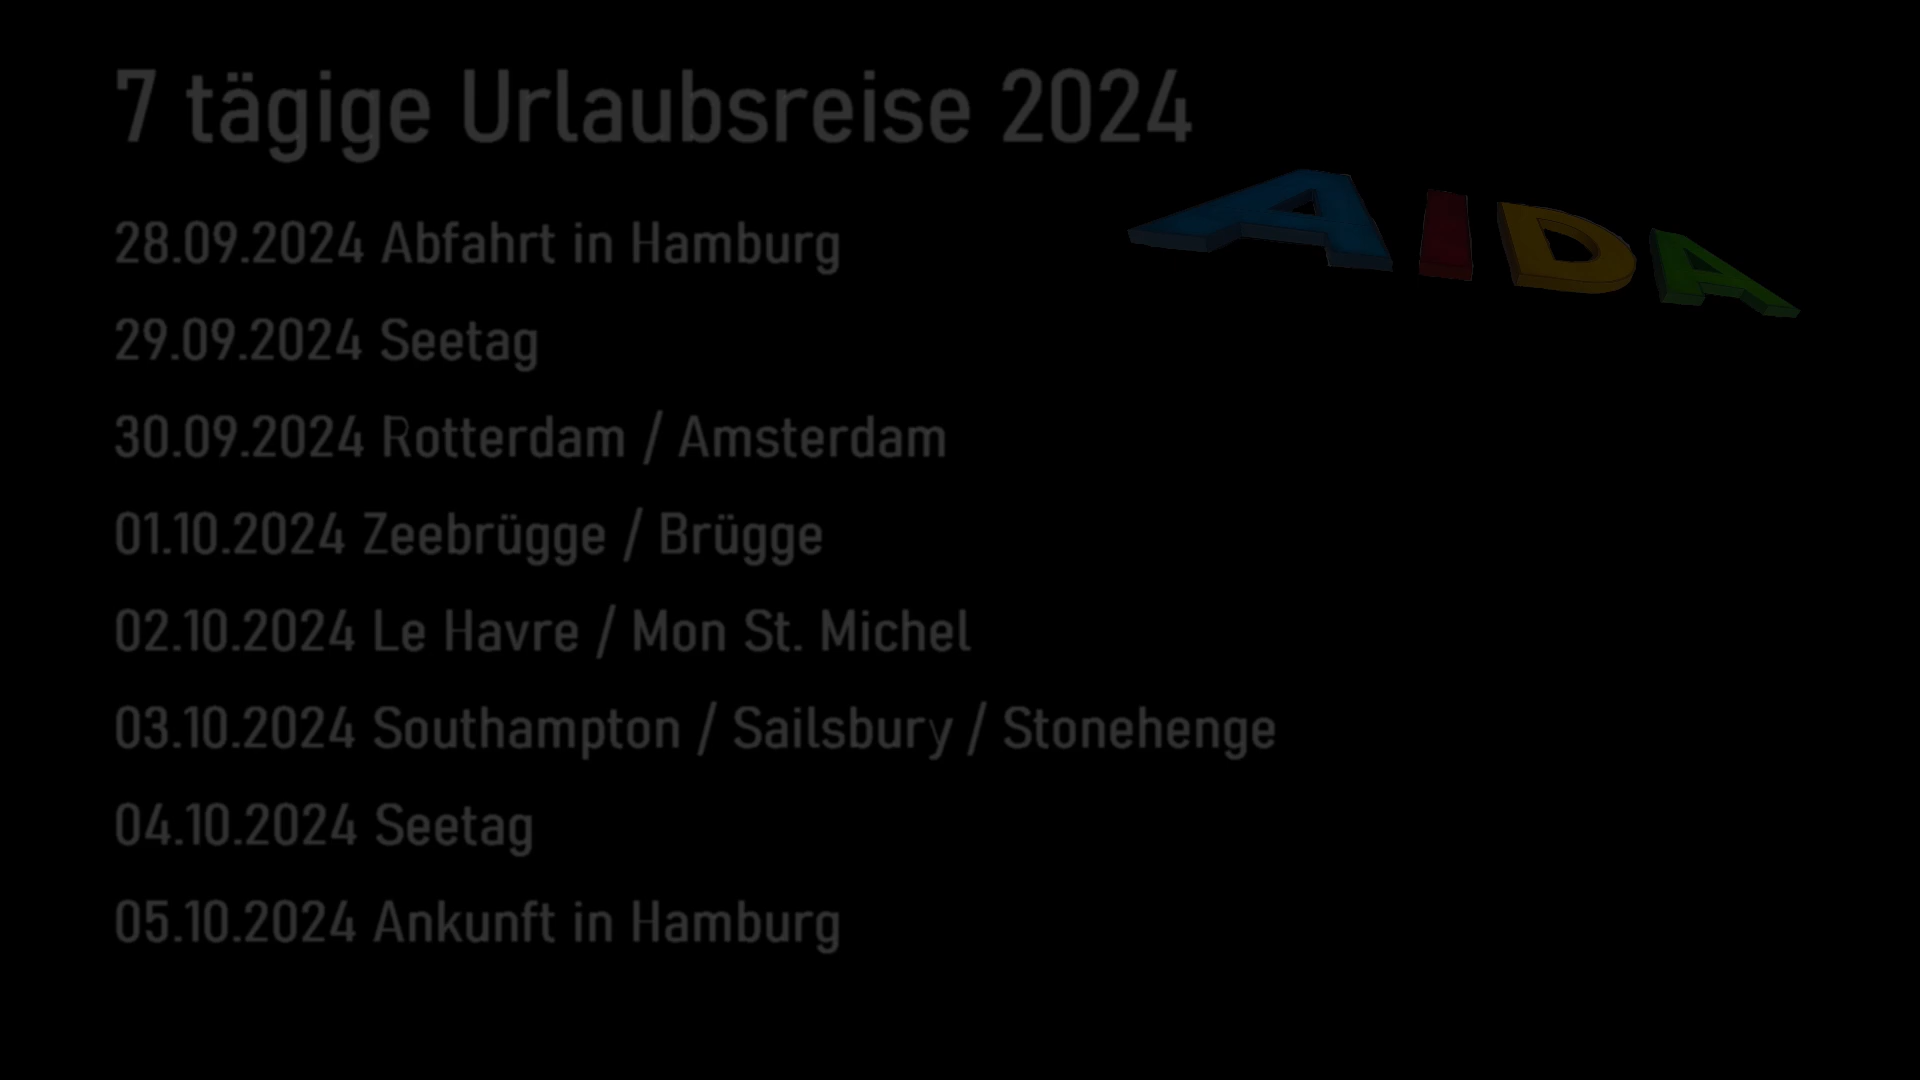 7 tägige Urlaubsreise 2024
AIDA
28.09.2024 Abfahrt in Hamburg
29.09.2024 Seetag
30.09.2024 Rotterdam / Amsterdam
01.10.2024 Zeebrügge / Brügge
02.10.2024 Le Havre / Mon St. Michel
03.10.2024 Southampton / Sailsbury / Stonehenge
04.10.2024 Seetag
05.10.2024 Ankunft in Hamburg